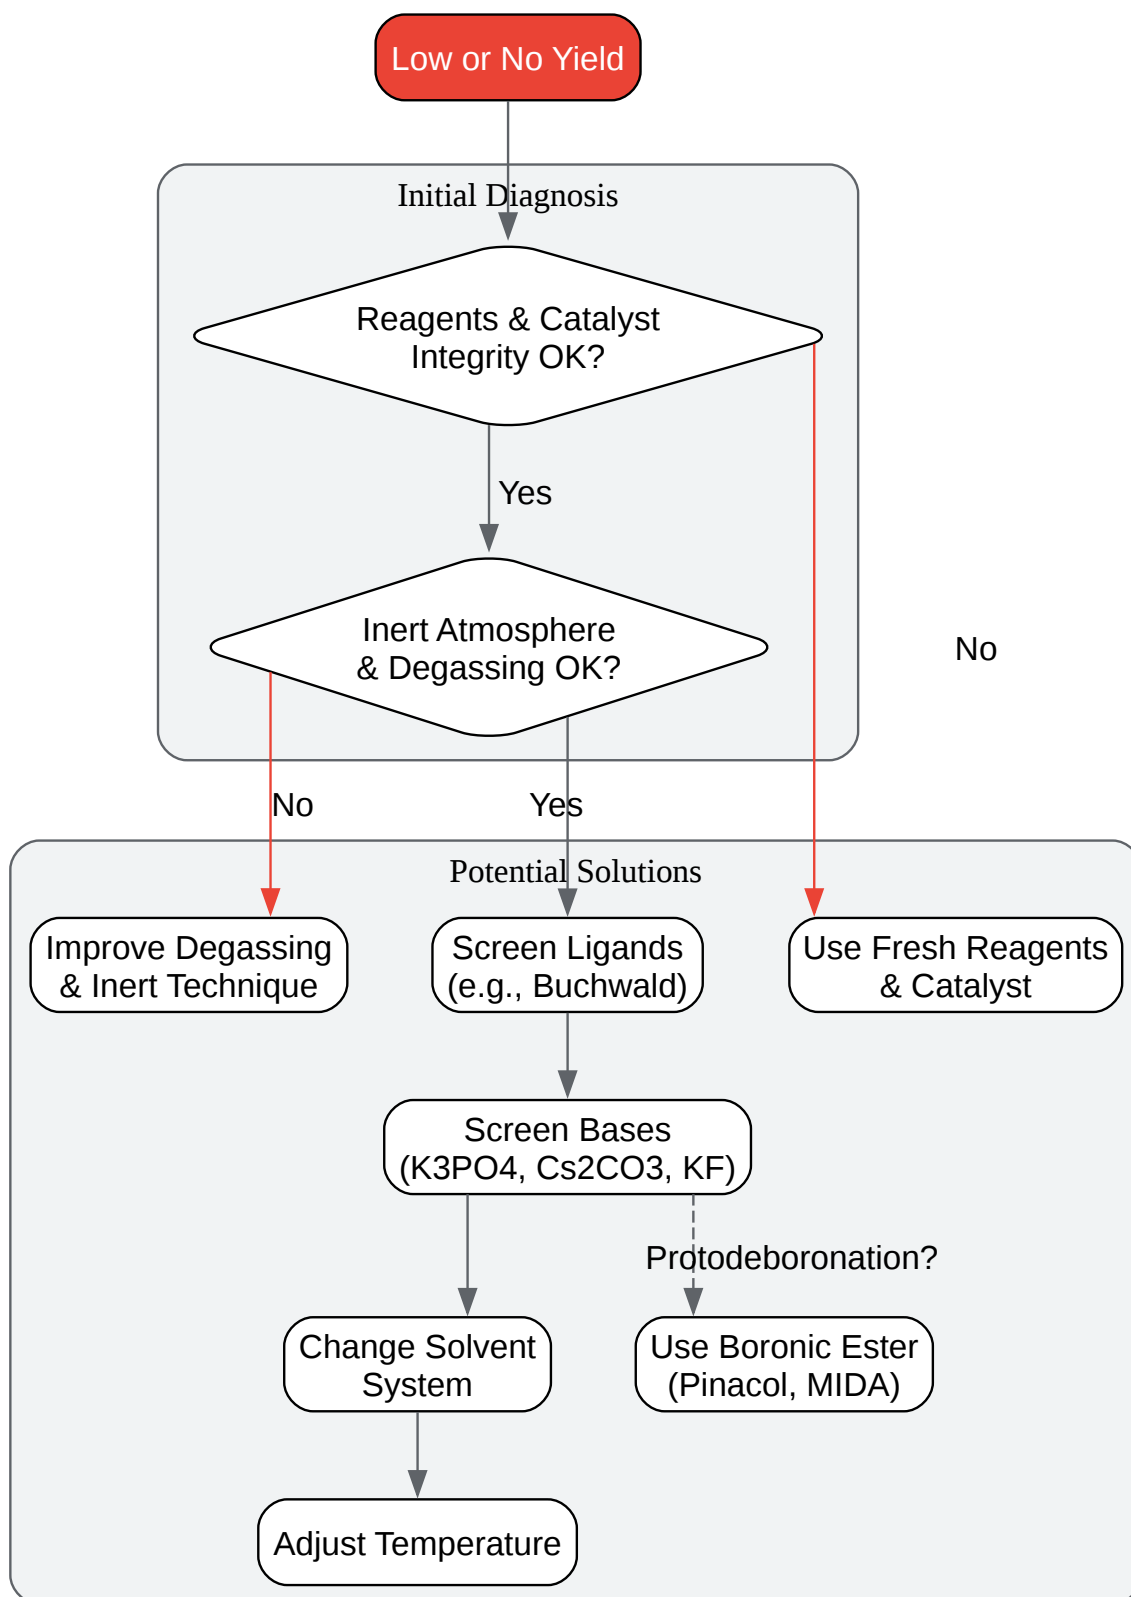 Low or No Yield
Initial Diagnosis
Reagents & Catalyst
Integrity OK?
Yes
Inert Atmosphere
& Degassing OK?
No
No
Yes
Potential Solutions
Improve Degassing
& Inert Technique
Screen Ligands
(e.g., Buchwald)
Use Fresh Reagents
& Catalyst
Screen Bases
(K3PO4, Cs2CO3, KF)
Protodeboronation?
Change Solvent
System
Use Boronic Ester
(Pinacol, MIDA)
Adjust Temperature